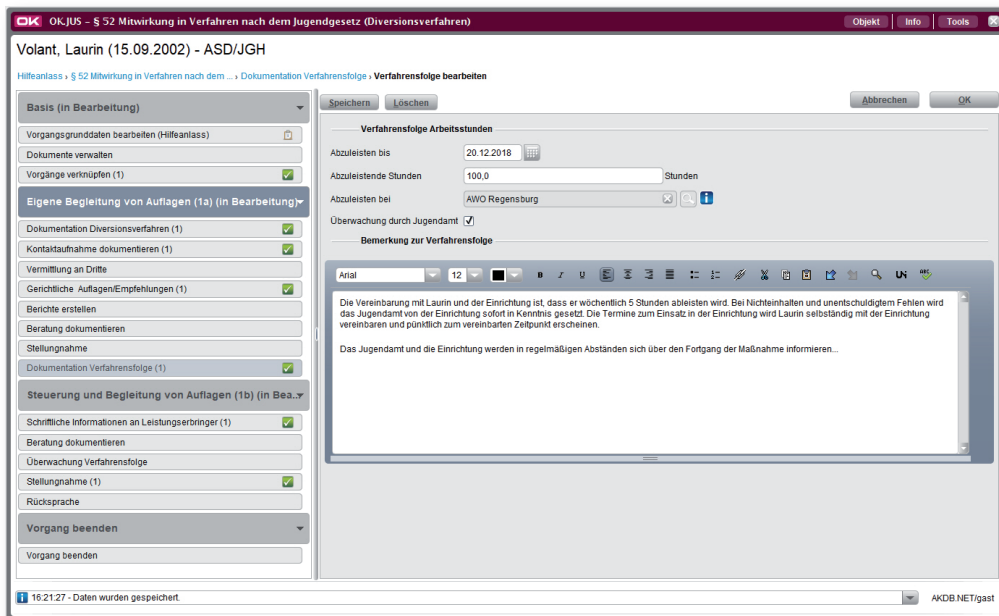 OK OK.JUS – § 52 Mitwirkung in Verfahren nach dem Jugendgesetz (Diversionsverfahren) Objekt Info Tools
Volant, Laurin (15.09.2002) - ASD/JGH
Hilfeanlass › § 52 Mitwirkung in Verfahren nach dem ... › Dokumentation Verfahrensfolge › Verfahrensfolge bearbeiten
Basis (in Bearbeitung)
Vorgangsgrunddaten bearbeiten (Hilfeanlass)
Dokumente verwalten
Vorgänge verknüpfen (1)
Eigene Begleitung von Auflagen (1a) (in Bearbeitung)
Dokumentation Diversionsverfahren (1)
Kontaktaufnahme dokumentieren (1)
Vermittlung an Dritte
Gerichtliche Auflagen/Empfehlungen (1)
Berichte erstellen
Beratung dokumentieren
Stellungnahme
Dokumentation Verfahrensfolge (1)
Steuerung und Begleitung von Auflagen (1b) (in Bea...
Schriftliche Informationen an Leistungserbringer (1)
Beratung dokumentieren
Überwachung Verfahrensfolge
Stellungnahme (1)
Rücksprache
Vorgang beenden
Vorgang beenden
Speichern Löschen Abbrechen OK
Verfahrensfolge Arbeitsstunden
Abzuleisten bis 20.12.2018
Abzuleistende Stunden 100,0 Stunden
Abzuleisten bei AWO Regensburg
Überwachung durch Jugendamt
Bemerkung zur Verfahrensfolge
Arial 12 B I U UN ABC
Die Vereinbarung mit Laurin und der Einrichtung ist, dass er wöchentlich 5 Stunden ableisten wird. Bei Nichteinhalten und unentschuldigtem Fehlen wird
das Jugendamt von der Einrichtung sofort in Kenntnis gesetzt. Die Termine zum Einsatz in der Einrichtung wird Laurin selbständig mit der Einrichtung
vereinbaren und pünktlich zum vereinbarten Zeitpunkt erscheinen.
Das Jugendamt und die Einrichtung werden in regelmäßigen Abständen sich über den Fortgang der Maßnahme informieren...
16:21:27 - Daten wurden gespeichert. AKDB.NET/gast